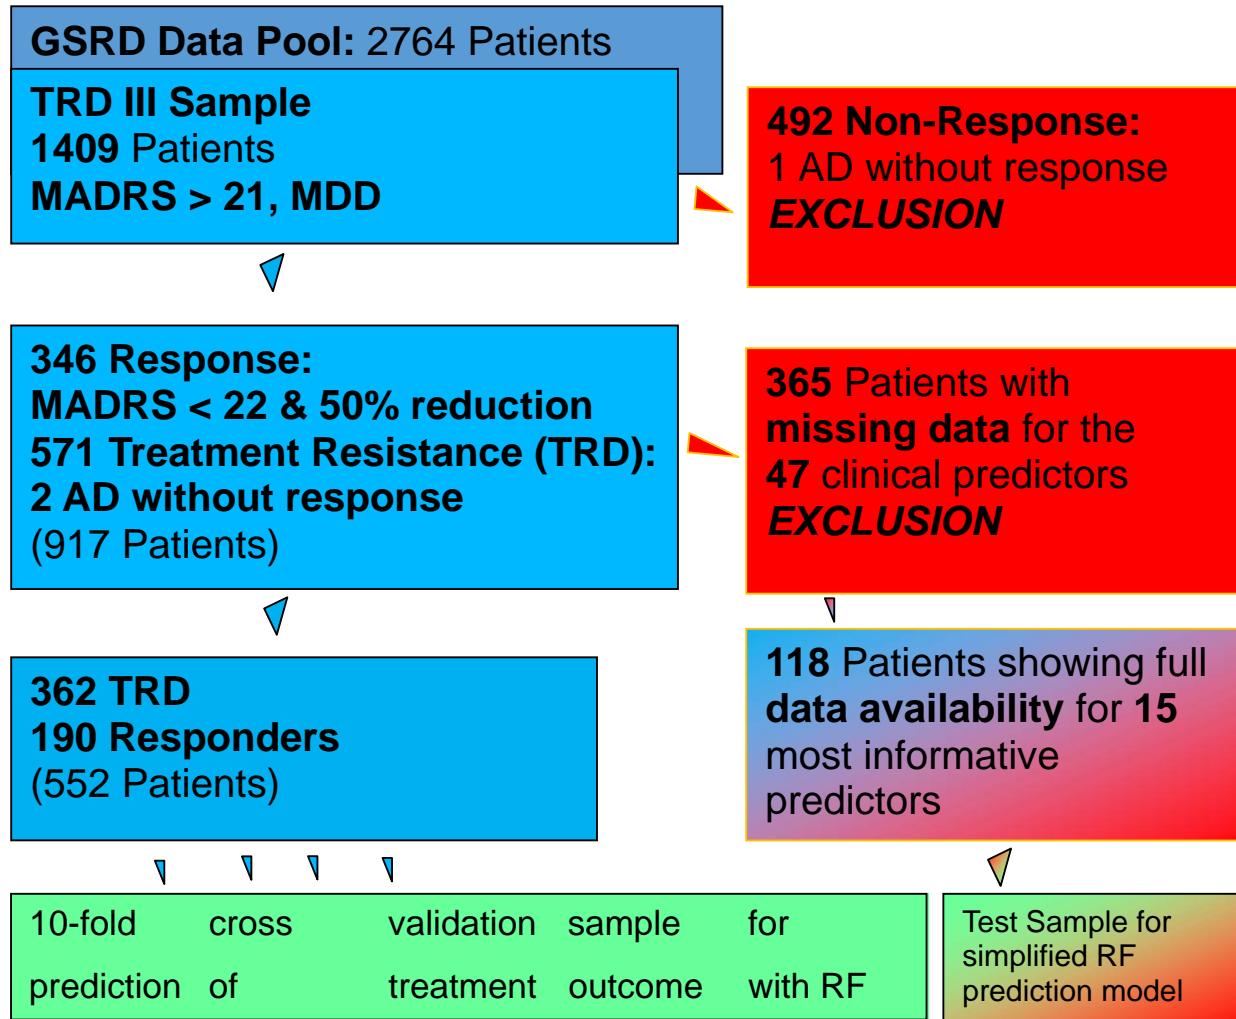 GSRD Data Pool: 2764 Patients
TRD III Sample
1409 Patients
MADRS > 21, MDD
492 Non-Response:
1 AD without response
EXCLUSION
346 Response:
MADRS < 22 & 50% reduction
571 Treatment Resistance (TRD):
2 AD without response
(917 Patients)
365 Patients with
missing data for the
47 clinical predictors
EXCLUSION
362 TRD
190 Responders
(552 Patients)
118 Patients showing full
data availability for 15
most informative
predictors
10-fold cross validation sample for
prediction of treatment outcome with RF
Test Sample for
simplified RF
prediction model